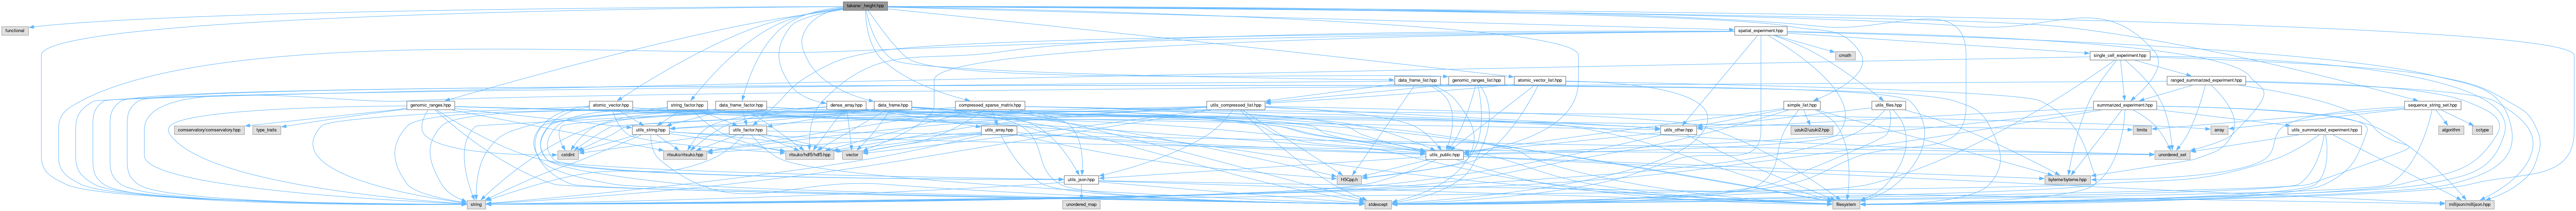 takane/_height.hpp
functional
spatial_experiment.hpp
cmath
single_cell_experiment.hpp
data_frame_list.hpp
genomic_ranges_list.hpp
atomic_vector_list.hpp
ranged_summarized_experiment.hpp
genomic_ranges.hpp
atomic_vector.hpp
string_factor.hpp
data_frame_factor.hpp
dense_array.hpp
data_frame.hpp
compressed_sparse_matrix.hpp
utils_compressed_list.hpp
simple_list.hpp
utils_files.hpp
summarized_experiment.hpp
sequence_string_set.hpp
comservatory/comservatory.hpp
type_traits
utils_string.hpp
utils_factor.hpp
utils_array.hpp
uzuki2/uzuki2.hpp
utils_other.hpp
limits
array
utils_summarized_experiment.hpp
algorithm
cctype
cstdint
ritsuko/ritsuko.hpp
ritsuko/hdf5/hdf5.hpp
vector
utils_public.hpp
unordered_set
utils_json.hpp
H5Cpp.h
byteme/byteme.hpp
string
unordered_map
stdexcept
filesystem
millijson/millijson.hpp